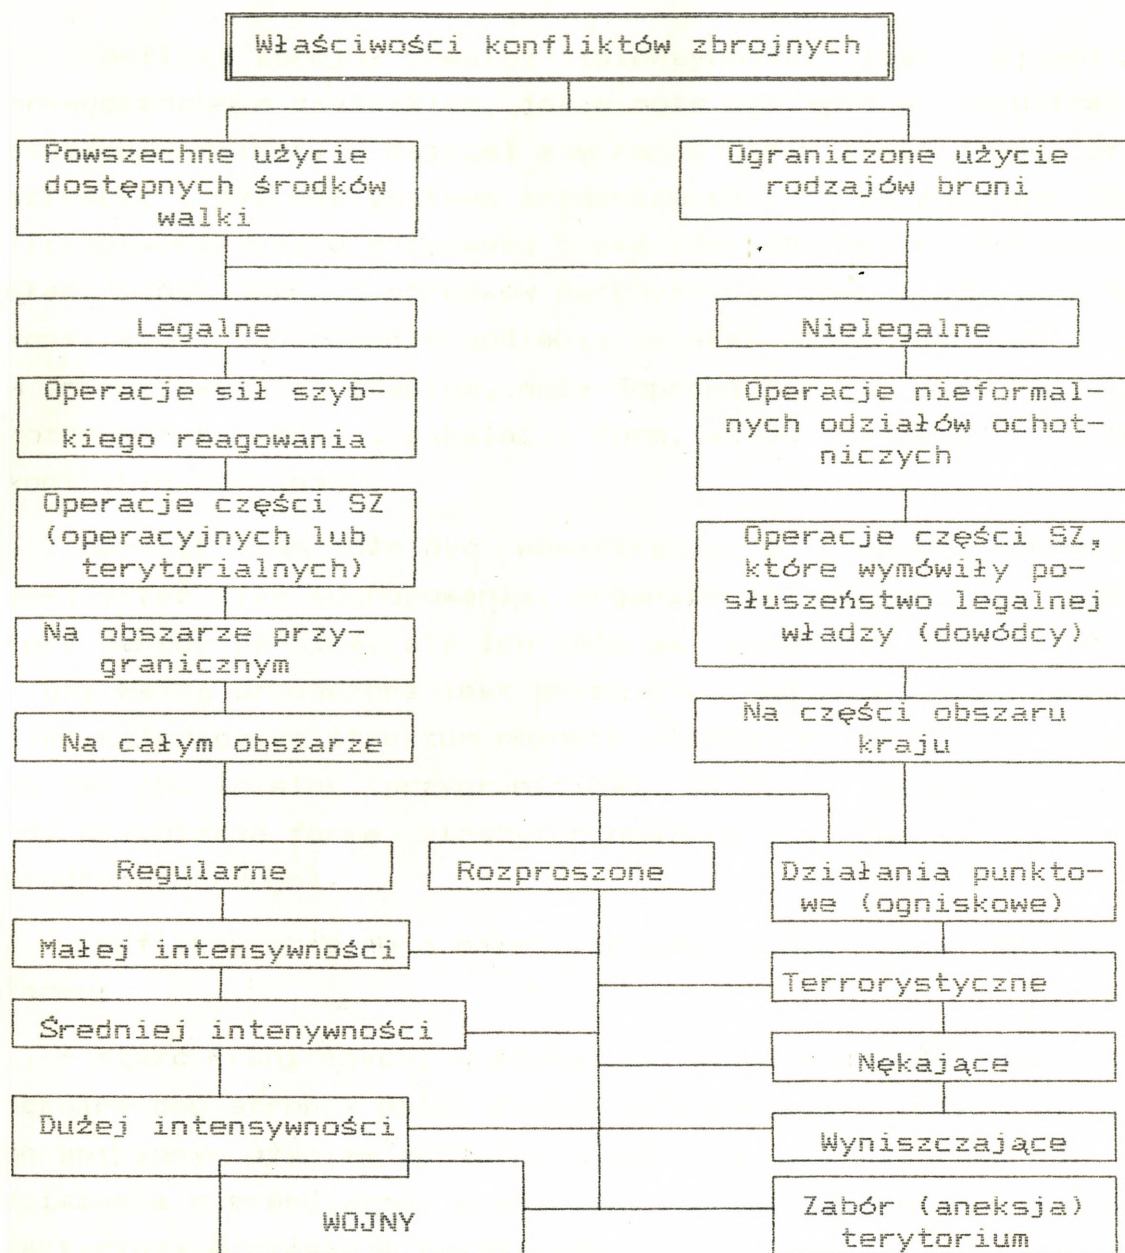 Właściwości konfliktów zbrojnych
Powszechne użycie
dostępnych środków
walki
Ograniczone użycie
rodzajów broni
Legalne
Nielegalne
Operacje sił szyb-
kiego reagowania
Operacje nieformal-
nych odziałów ochot-
niczych
Operacje części SZ
(operacyjnych lub
terytorialnych)
Operacje części SZ,
które wymówiły po-
słuszeństwo legalnej
władzy (dowódcy)
Na obszarze przy-
granicznym
Na części obszaru
kraju
Na całym obszarze
Regularne
Rozproszone
Działania punkto-
we (ogniskowe)
Małej intensywności
Terrorystyczne
Średniej intenywności
Nękające
Dużej intensywności
Wyniszczające
WOJNY
Zabór (aneksja)
terytorium